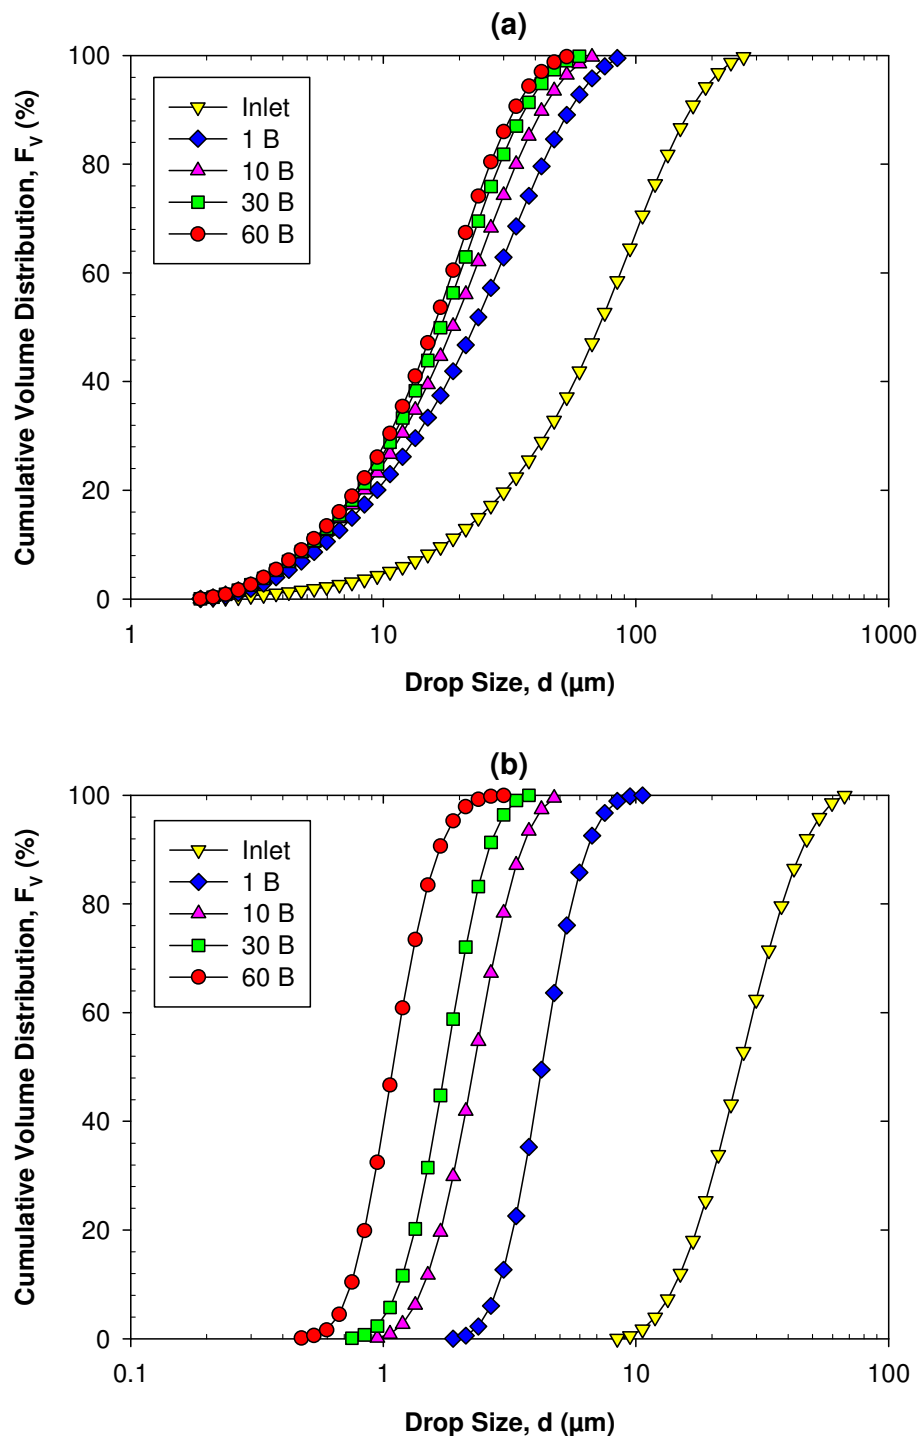 (a)
100
80
60
40
20
0
Cumulative Volume Distribution, F_V (%)
Inlet
1 B
10 B
30 B
60 B
1
10
100
1000
Drop Size, d (µm)
(b)
100
80
60
40
20
0
Cumulative Volume Distribution, F_V (%)
Inlet
1 B
10 B
30 B
60 B
0.1
1
10
100
Drop Size, d (µm)